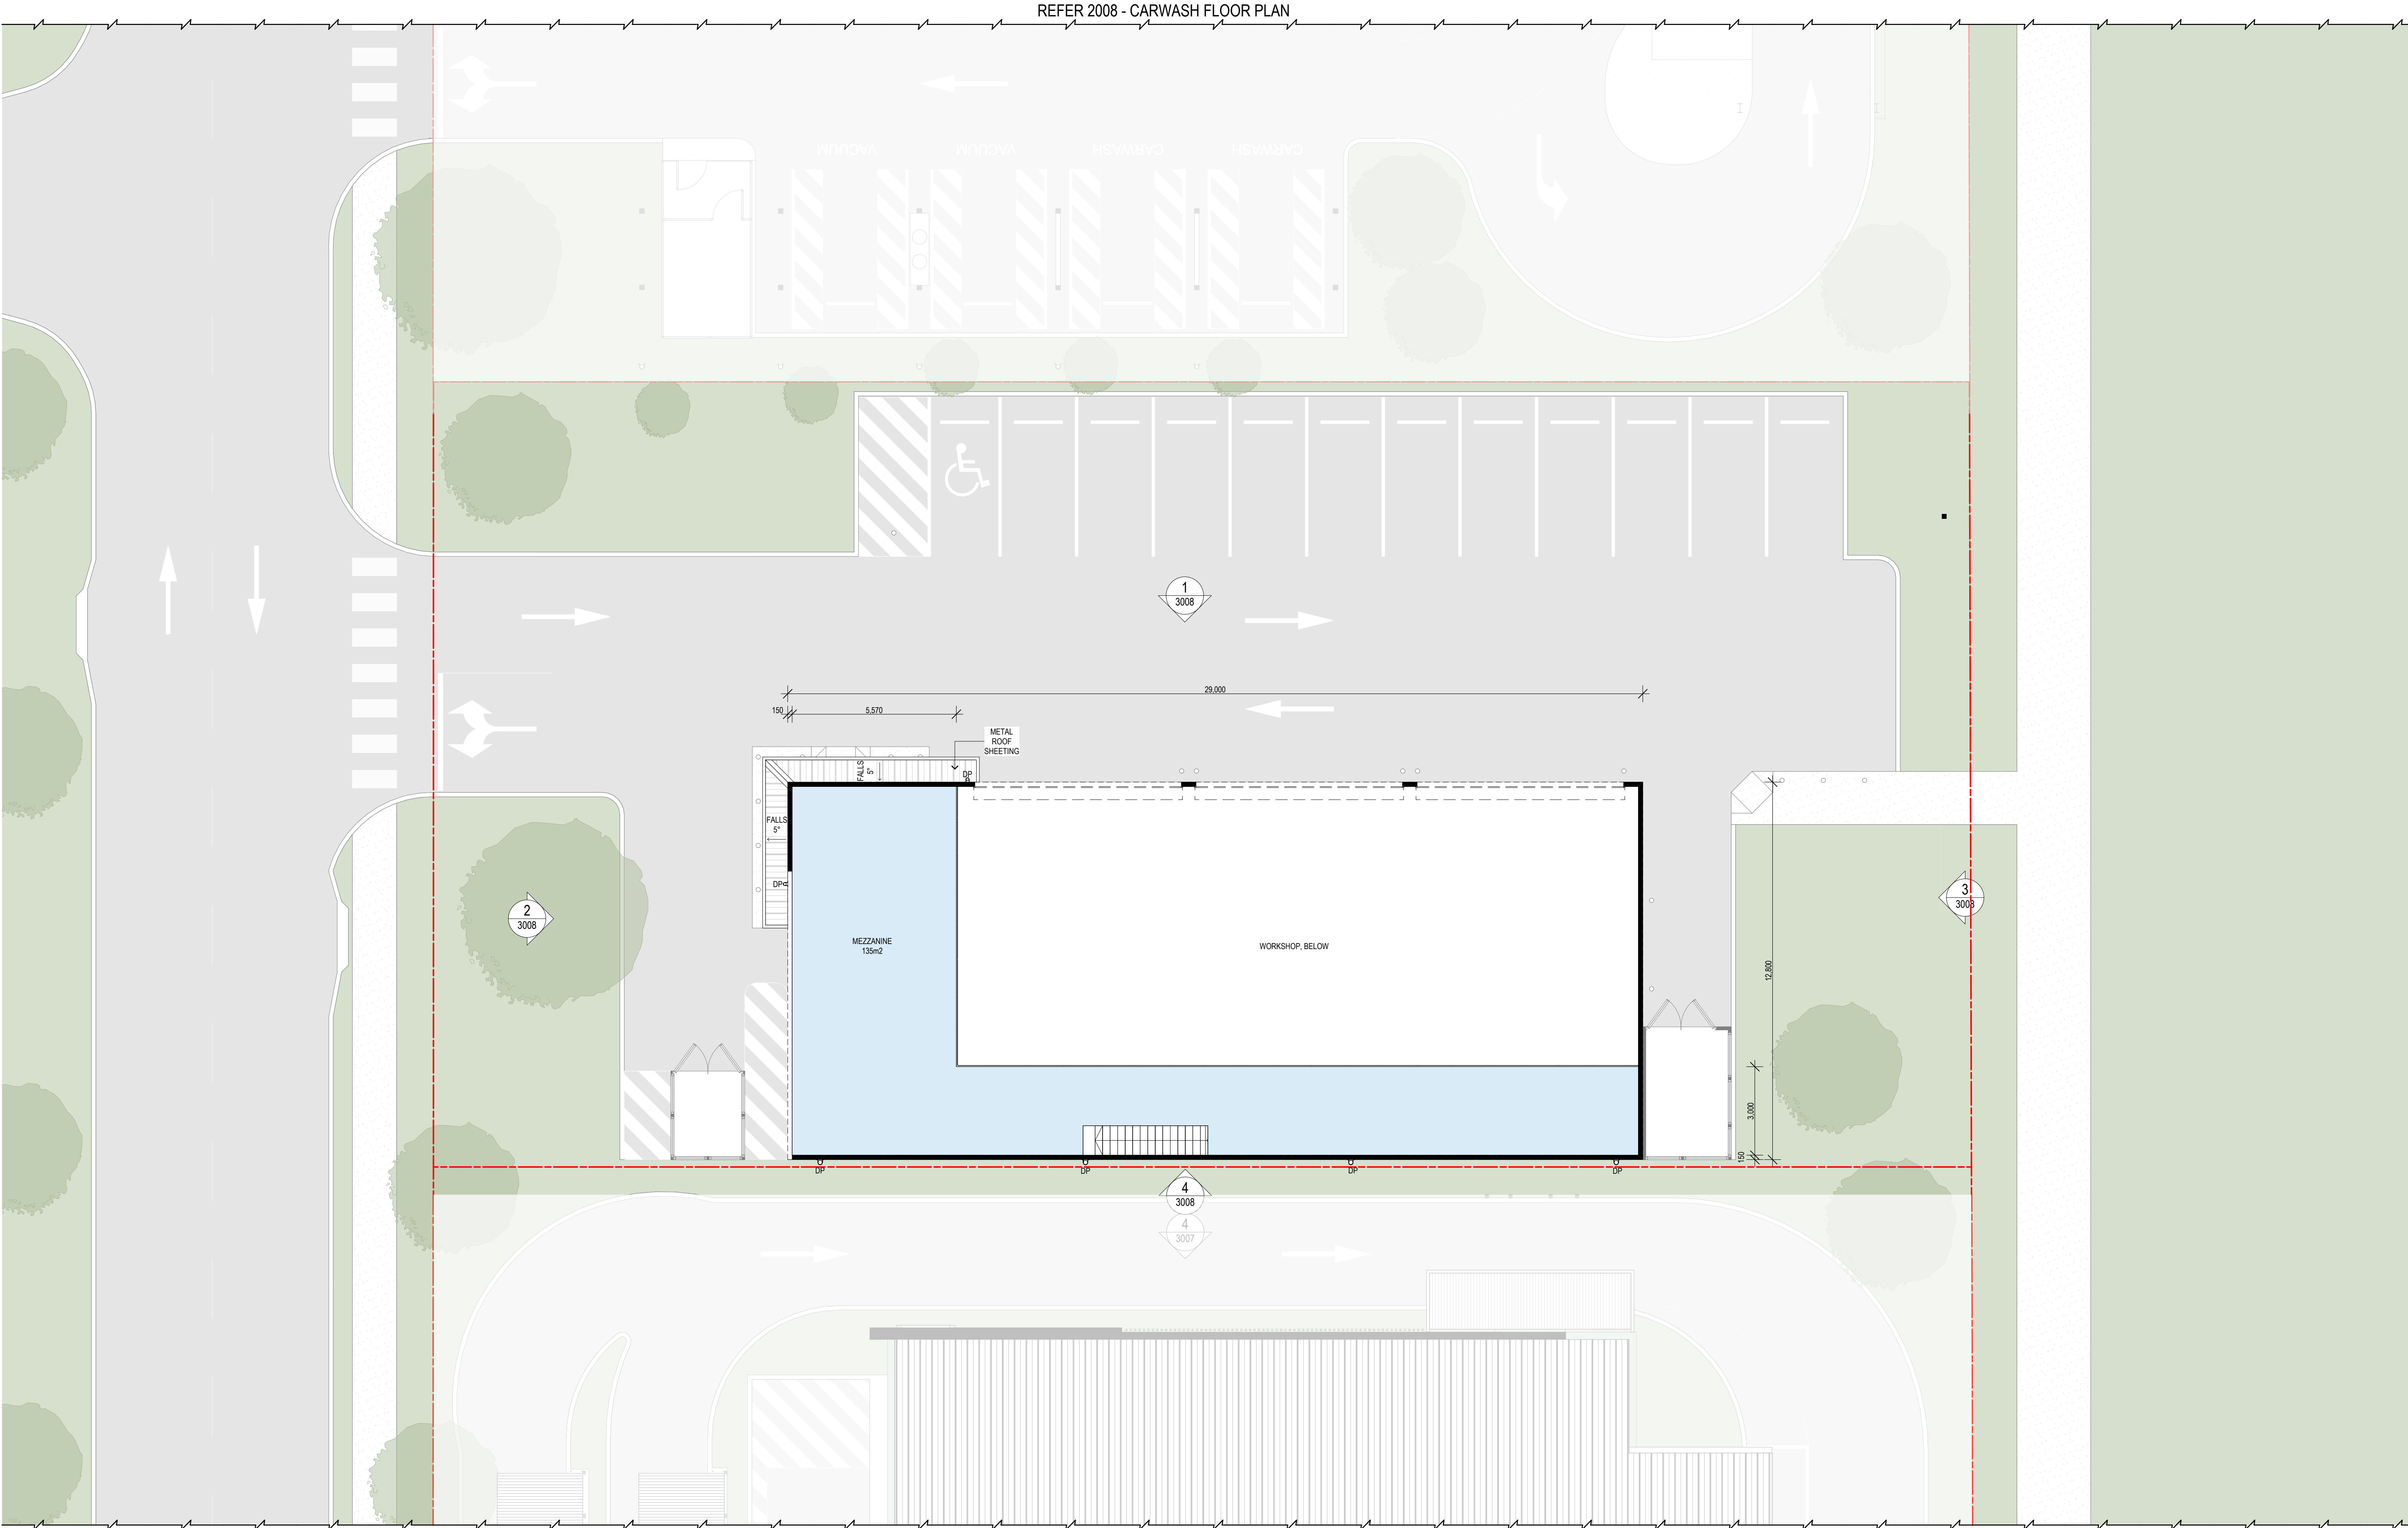 REFER 2008 - CARWASH FLOOR PLAN
VACUUM
VACUUM
CARWASH
CARWASH
1
3008
29,000
150
5,570
METAL
ROOF
SHEETING
FALLS
5°
DP
FALLS
5°
DP
2
3008
MEZZANINE
135m2
WORKSHOP, BELOW
3
3008
12,800
3,000
150
DP
DP
DP
DP
4
3008
4
3007